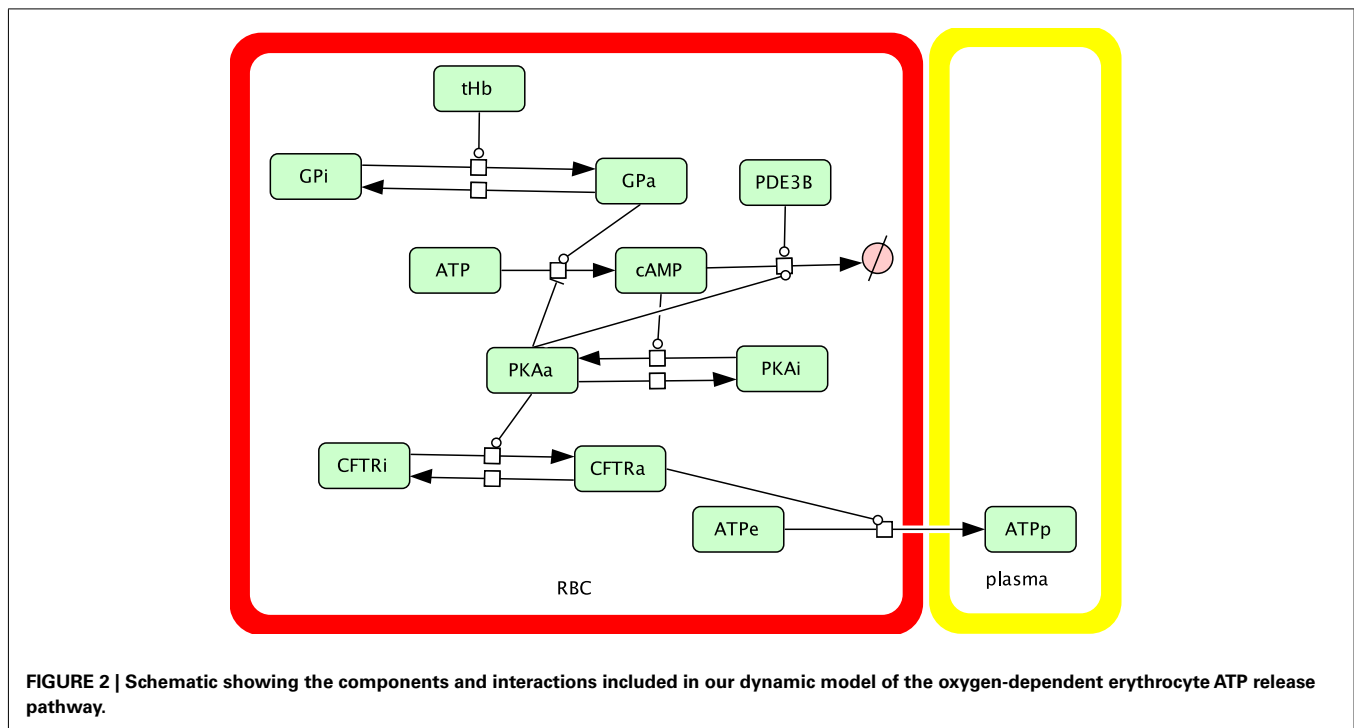 tHb
GPi
GPa
PDE3B
ATP
cAMP
PKAa
PKAi
CFTRi
CFTRa
ATPe
ATPp
RBC
plasma
FIGURE 2 | Schematic showing the components and interactions included in our dynamic model of the oxygen-dependent erythrocyte ATP release
pathway.